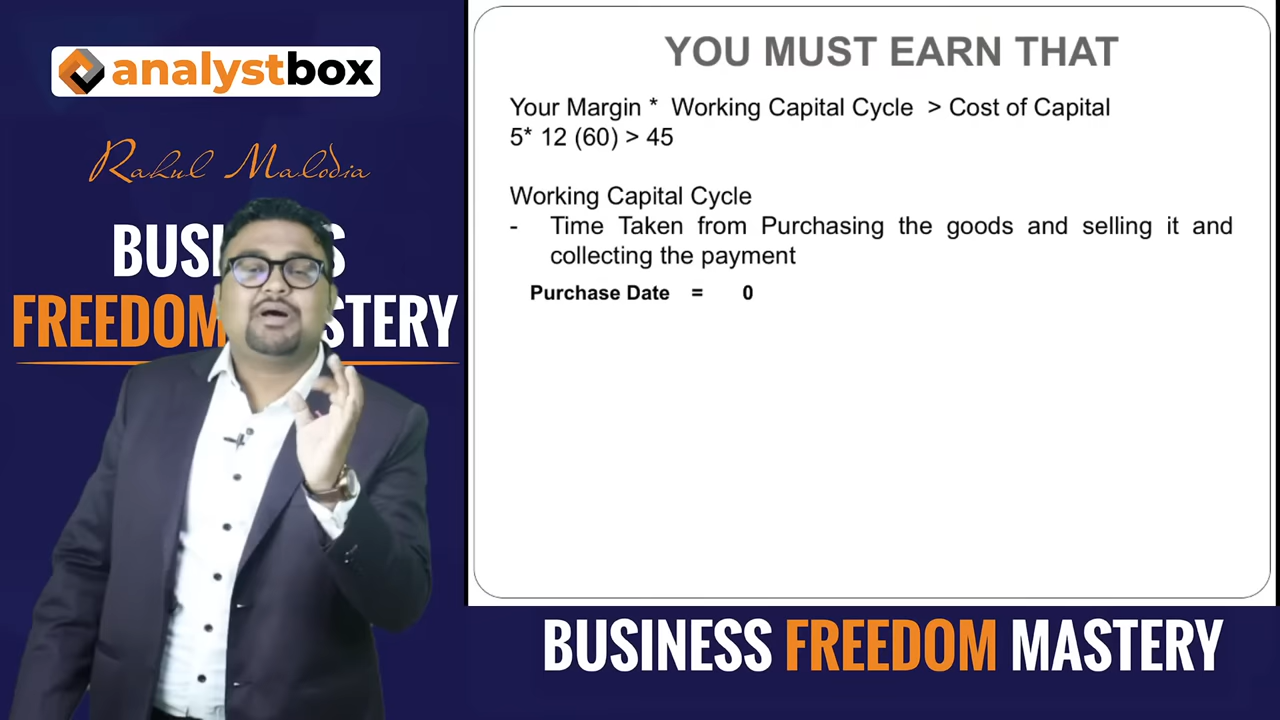 analystbox
Rahul Malodia
BUSI S
FREEDOM STERY
YOU MUST EARN THAT
Your Margin * Working Capital Cycle > Cost of Capital
5* 12 (60) > 45
Working Capital Cycle
- Time Taken from Purchasing the goods and selling it and
collecting the payment
Purchase Date = 0
BUSINESS FREEDOM MASTERY